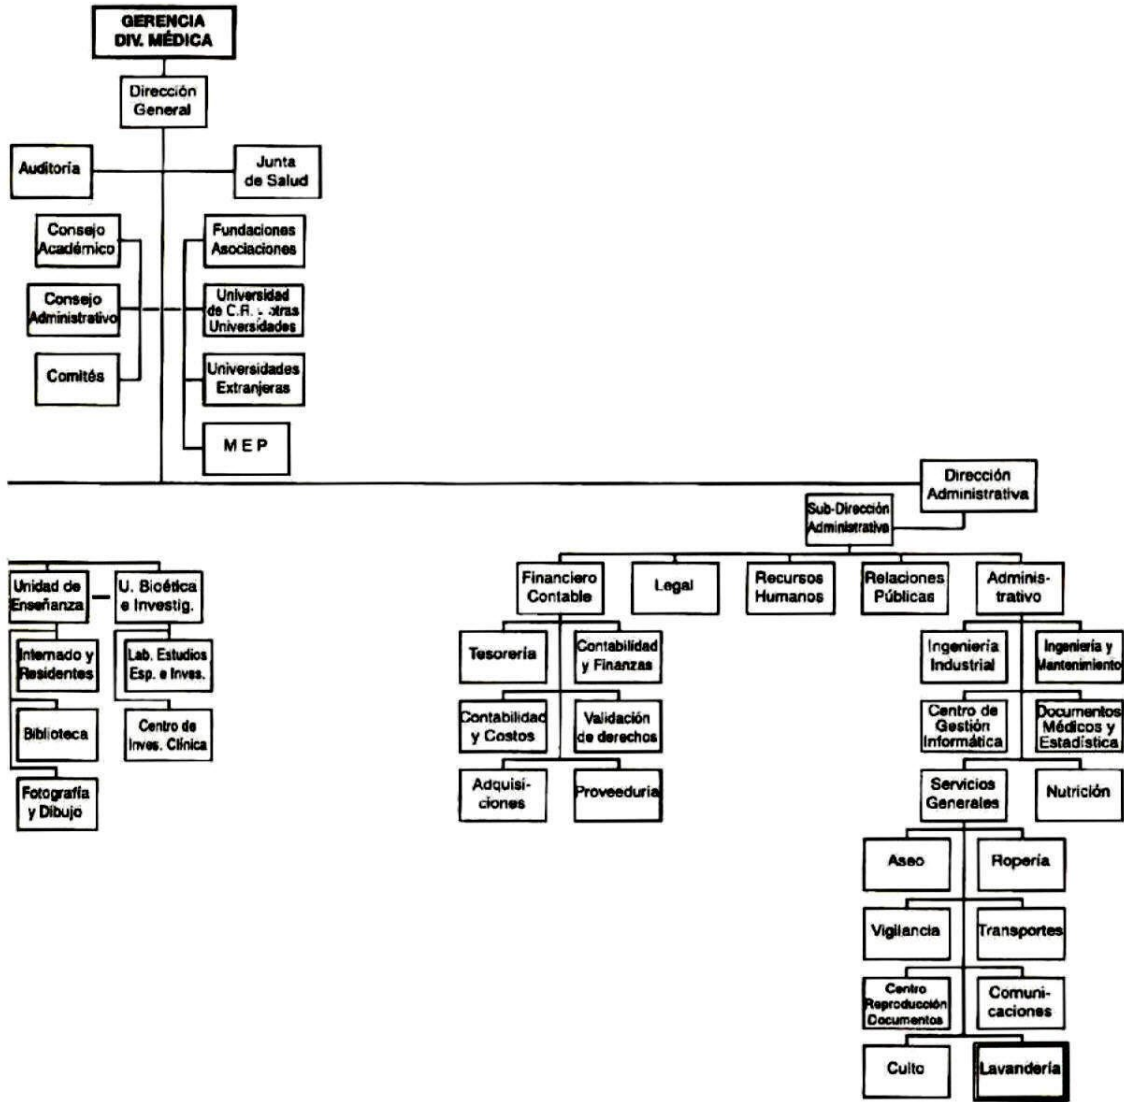 GERENCIA
DIV. MÉDICA
Dirección
General
Auditoría
Junta
de Salud
Consejo
Académico
Fundaciones
Asociaciones
Consejo
Administrativo
Universidad
de C.R. otras
Universidades
Comités
Universidades
Extranjeras
M E P
Dirección
Administrativa
Sub-Dirección
Administrativa
Unidad de
Enseñanza
U. Bioética
e Investig.
Financiero
Contable
Legal
Recursos
Humanos
Relaciones
Públicas
Adminis-
trativo
Internado y
Residentes
Lab. Estudios
Esp. e Inves.
Tesorería
Contabilidad
y Finanzas
Ingeniería
Industrial
Ingeniería y
Mantenimiento
Biblioteca
Centro de
Inves. Clínica
Contabilidad
y Costos
Validación
de derechos
Centro de
Gestión
Informática
Documentos
Médicos y
Estadística
Fotografía
y Dibujo
Adquisi-
ciones
Proveeduría
Servicios
Generales
Nutrición
Aseo
Ropería
Vigilancia
Transportes
Centro
Reproducción
Documentos
Comuni-
caciones
Culto
Lavandería